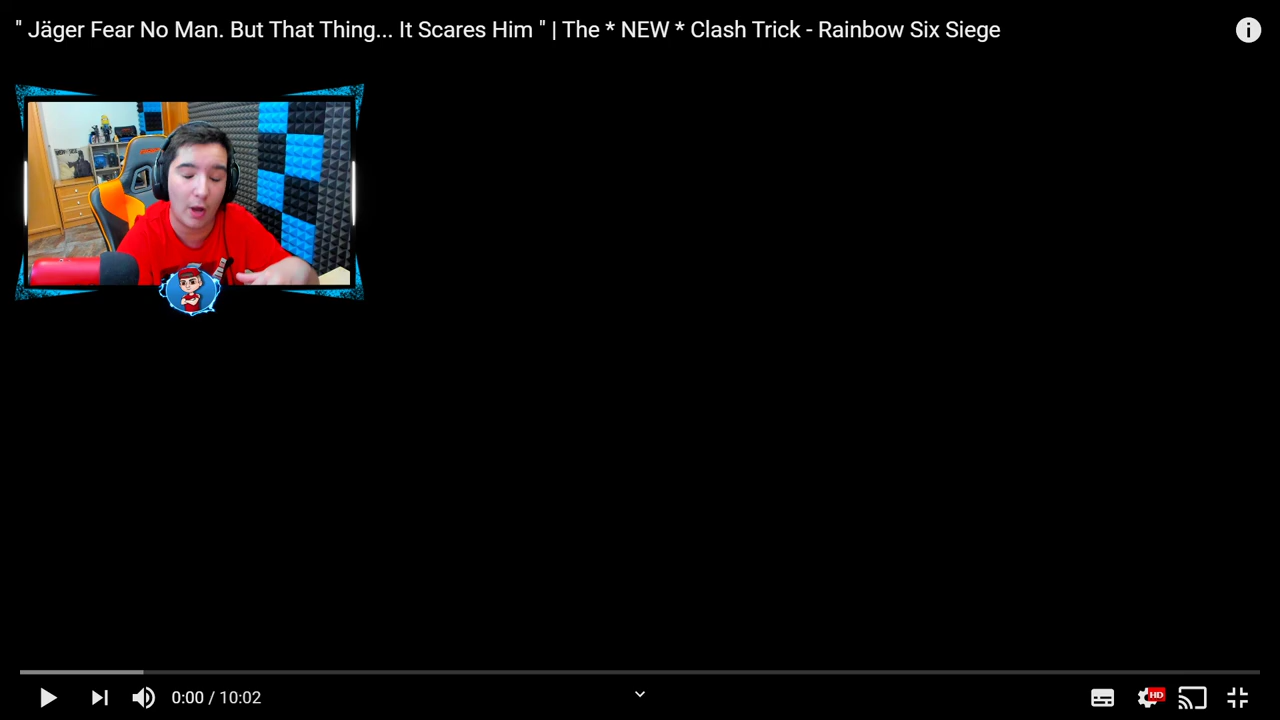 " Jäger Fear No Man. But That Thing... It Scares Him " | The * NEW * Clash Trick - Rainbow Six Siege
0:00 / 10:02
HD